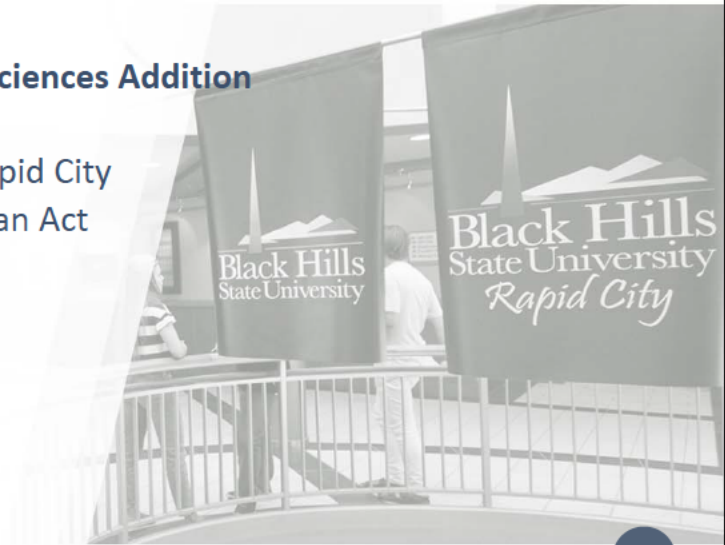 ciences Addition
pid City
an Act
Black Hills
State University
Black Hills
State University
Rapid City